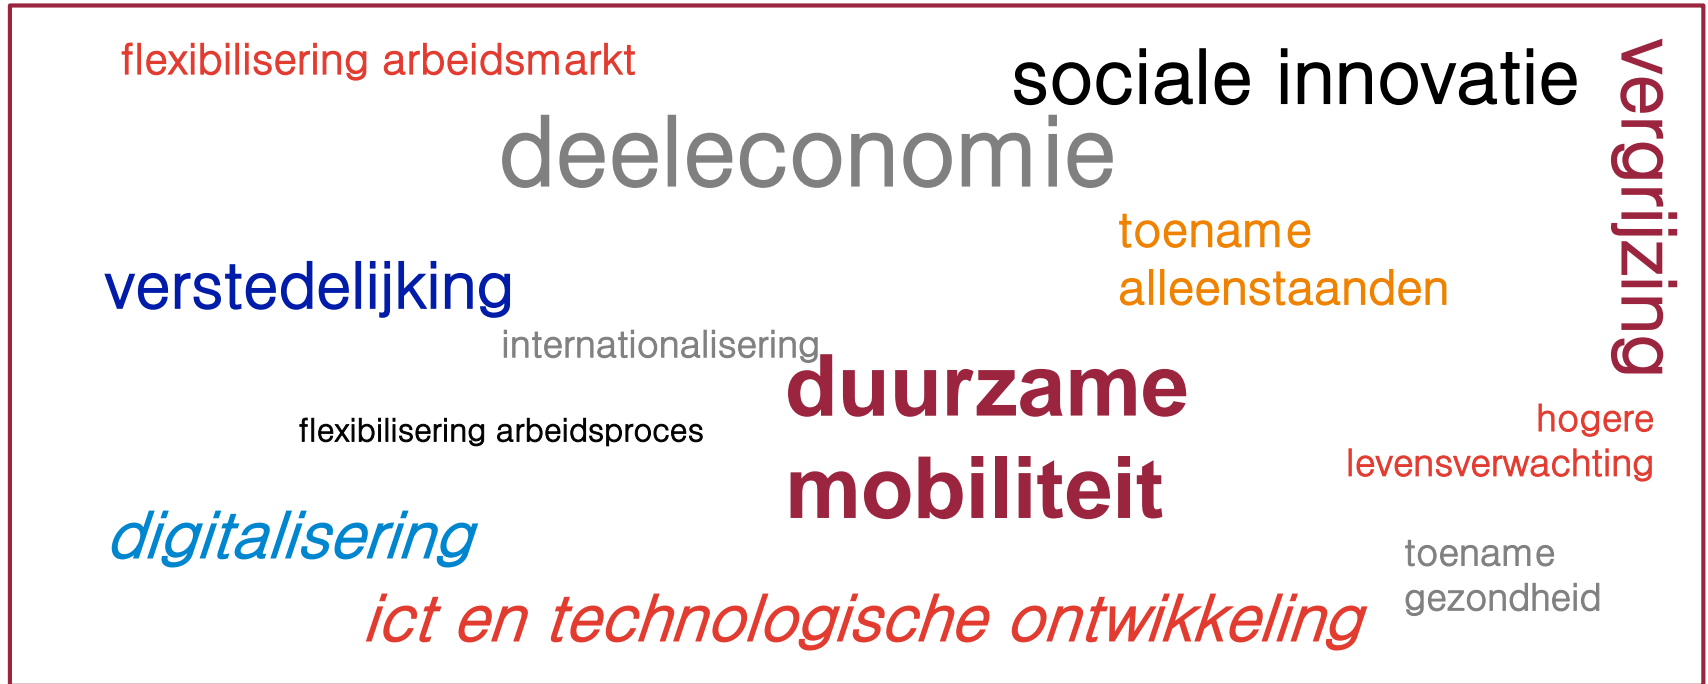 flexibilisering arbeidsmarkt
sociale innovatie
vergrijzing
deeleconomie
toename
alleenstaanden
verstedelijking
internationalisering
duurzame
mobiliteit
flexibilisering arbeidsproces
hogere
levensverwachting
digitalisering
toename
gezondheid
ict en technologische ontwikkeling